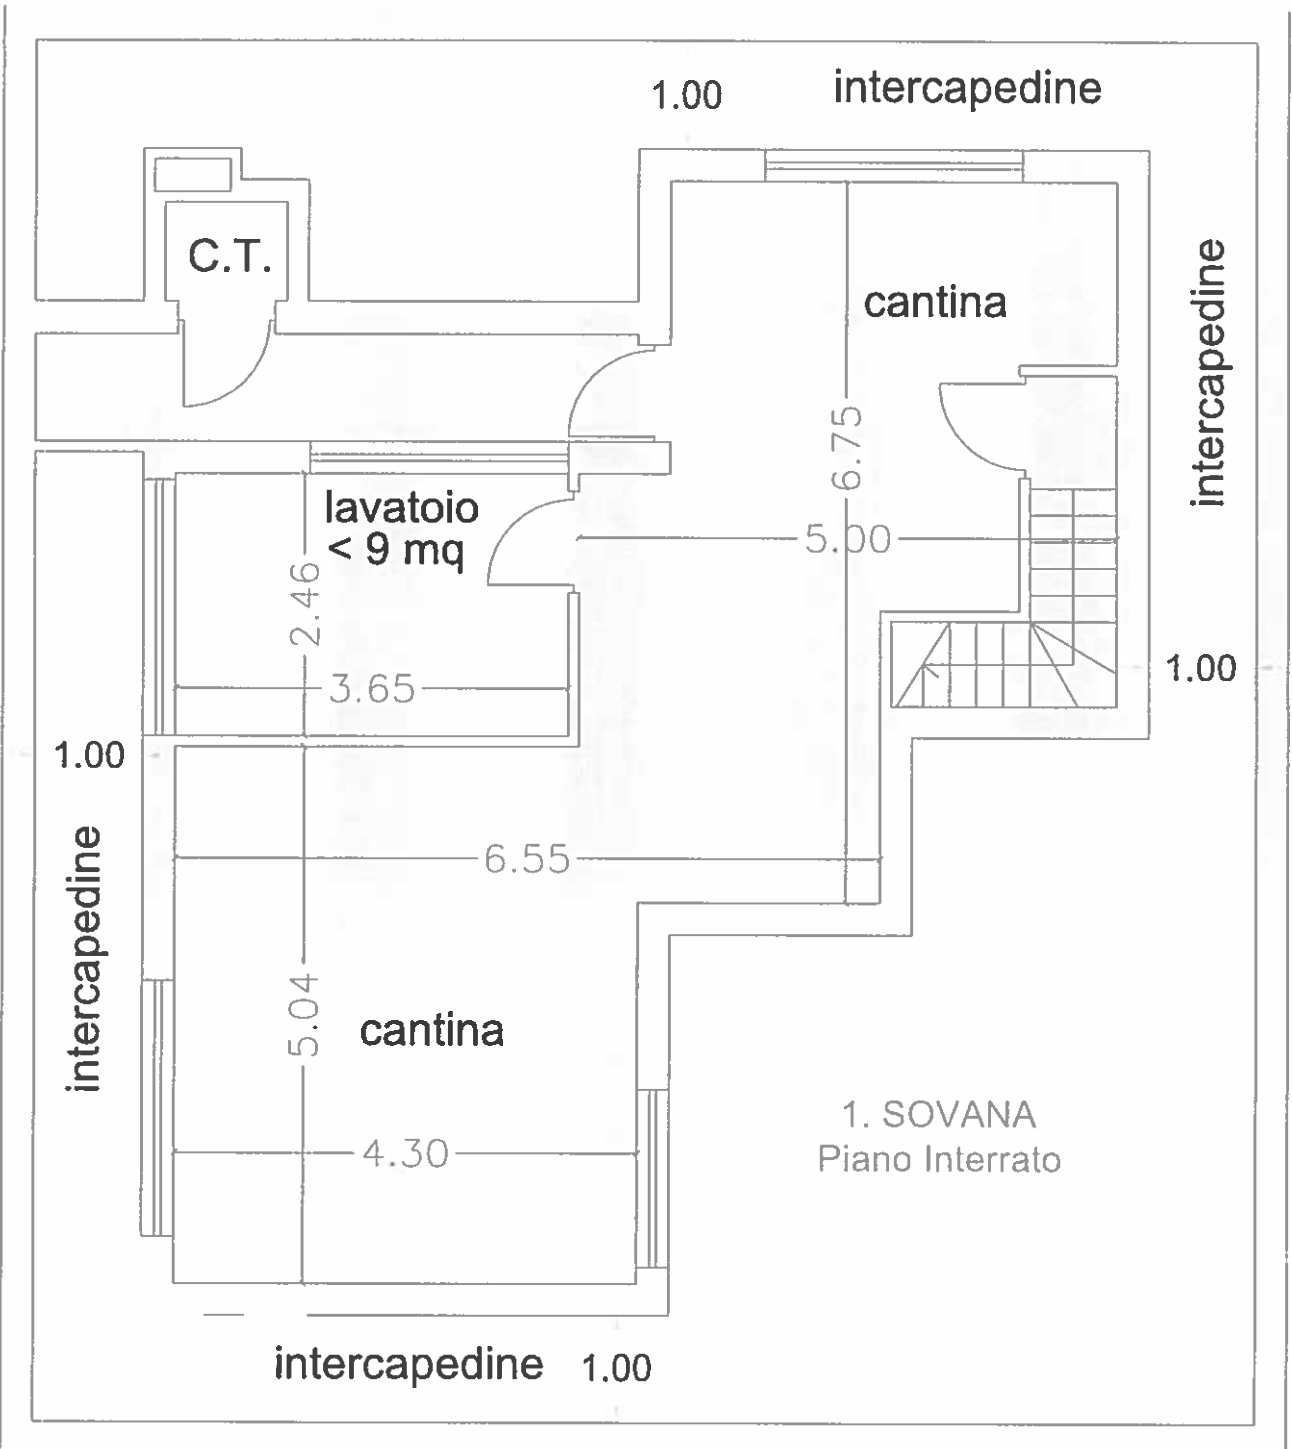 1.00 intercapedine
C.T.
cantina
intercapedine
6.75
lavatoio
< 9 mq
5.00
2.46
3.65
1.00
1.00
6.55
intercapedine
5.04
cantina
4.30
1. SOVANA
Piano Interrato
intercapedine 1.00